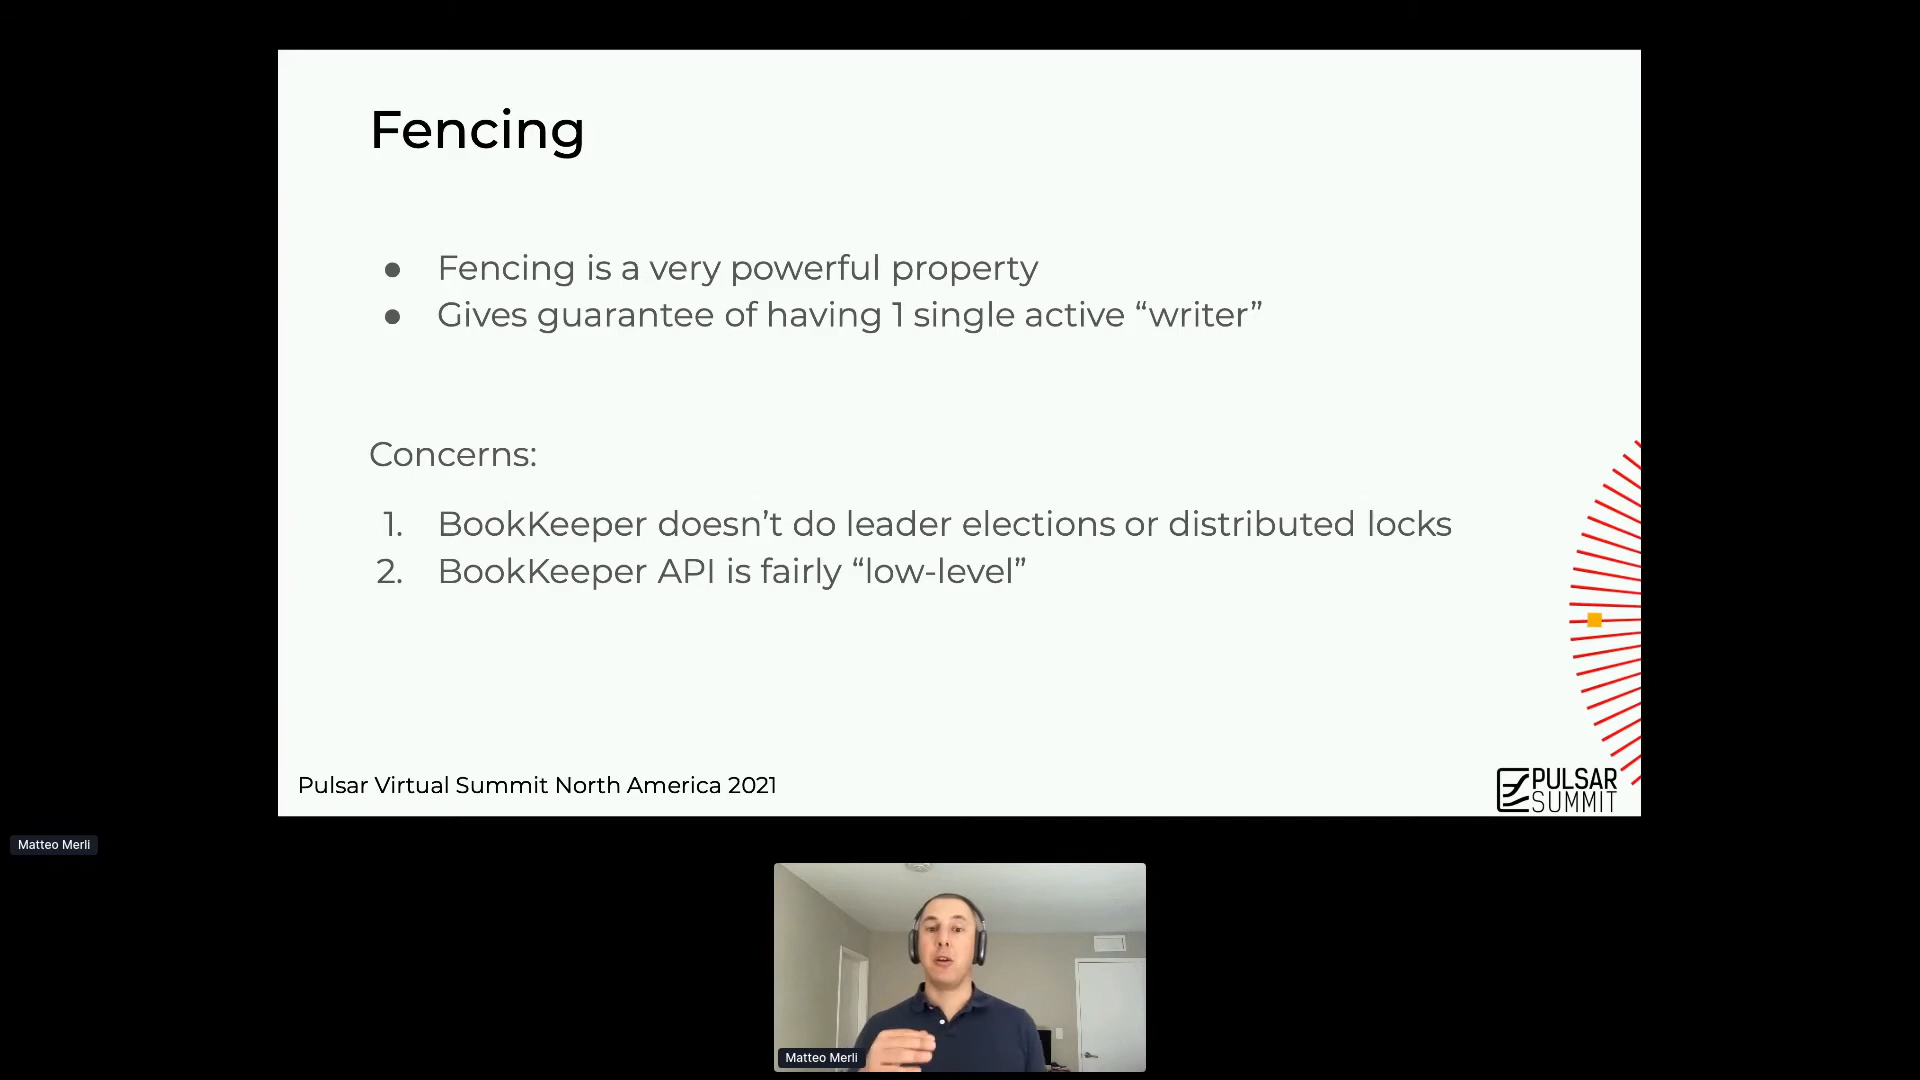 Fencing
● Fencing is a very powerful property
● Gives guarantee of having 1 single active “writer”
Concerns:
1. BookKeeper doesn’t do leader elections or distributed locks
2. BookKeeper API is fairly “low-level”
Pulsar Virtual Summit North America 2021
PULSAR
SUMMIT
Matteo Merli
Matteo Merli